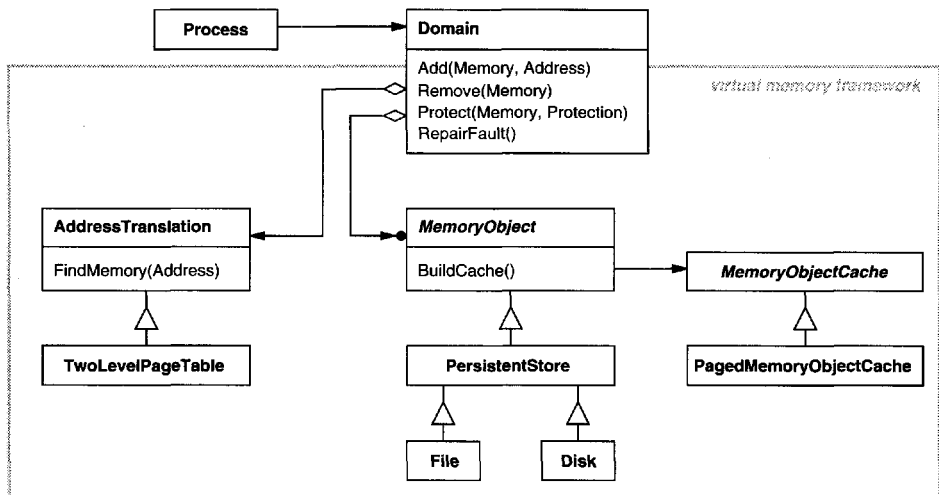 Process
Domain
Add(Memory, Address)
Remove(Memory)
Protect(Memory, Protection)
RepairFault()
virtual memory framework
AddressTranslation
FindMemory(Address)
MemoryObject
BuildCache()
MemoryObjectCache
TwoLevelPageTable
PersistentStore
PagedMemoryObjectCache
File
Disk